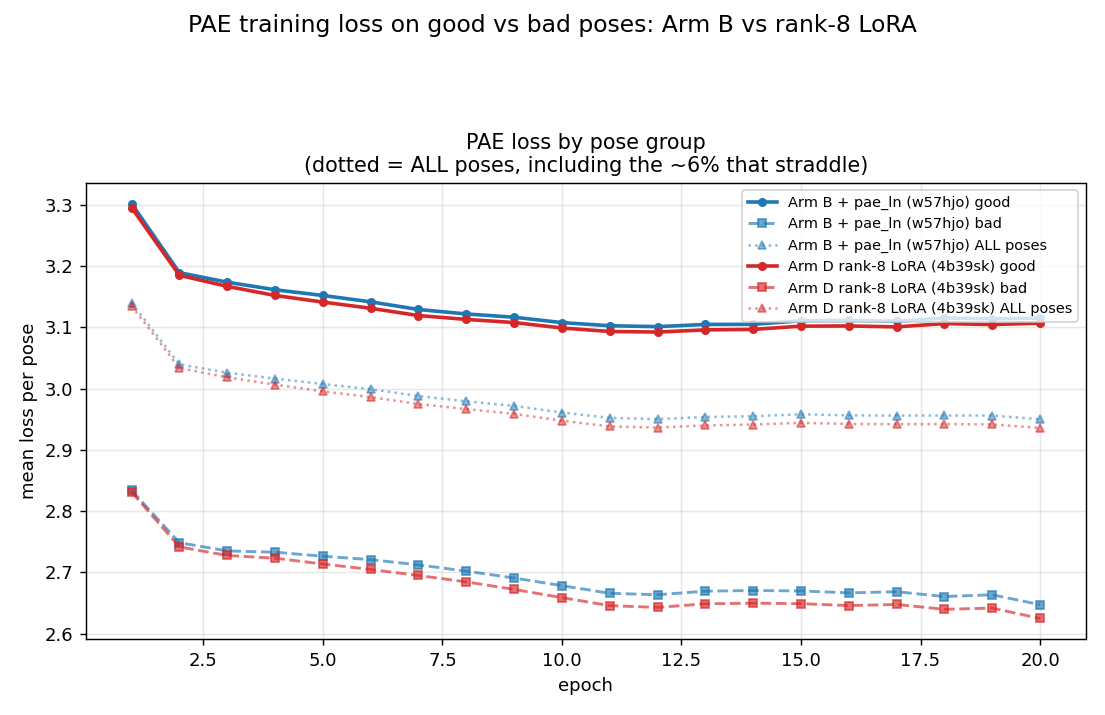 PAE training loss on good vs bad poses: Arm B vs rank-8 LoRA
PAE loss by pose group
(dotted = ALL poses, including the ~6% that straddle)
3.3
3.2
3.1
3.0
2.9
2.8
2.7
2.6
mean loss per pose
Arm B + pae_ln (w57hjo) good
Arm B + pae_ln (w57hjo) bad
Arm B + pae_ln (w57hjo) ALL poses
Arm D rank-8 LoRA (4b39sk) good
Arm D rank-8 LoRA (4b39sk) bad
Arm D rank-8 LoRA (4b39sk) ALL poses
2.5
5.0
7.5
10.0
12.5
15.0
17.5
20.0
epoch